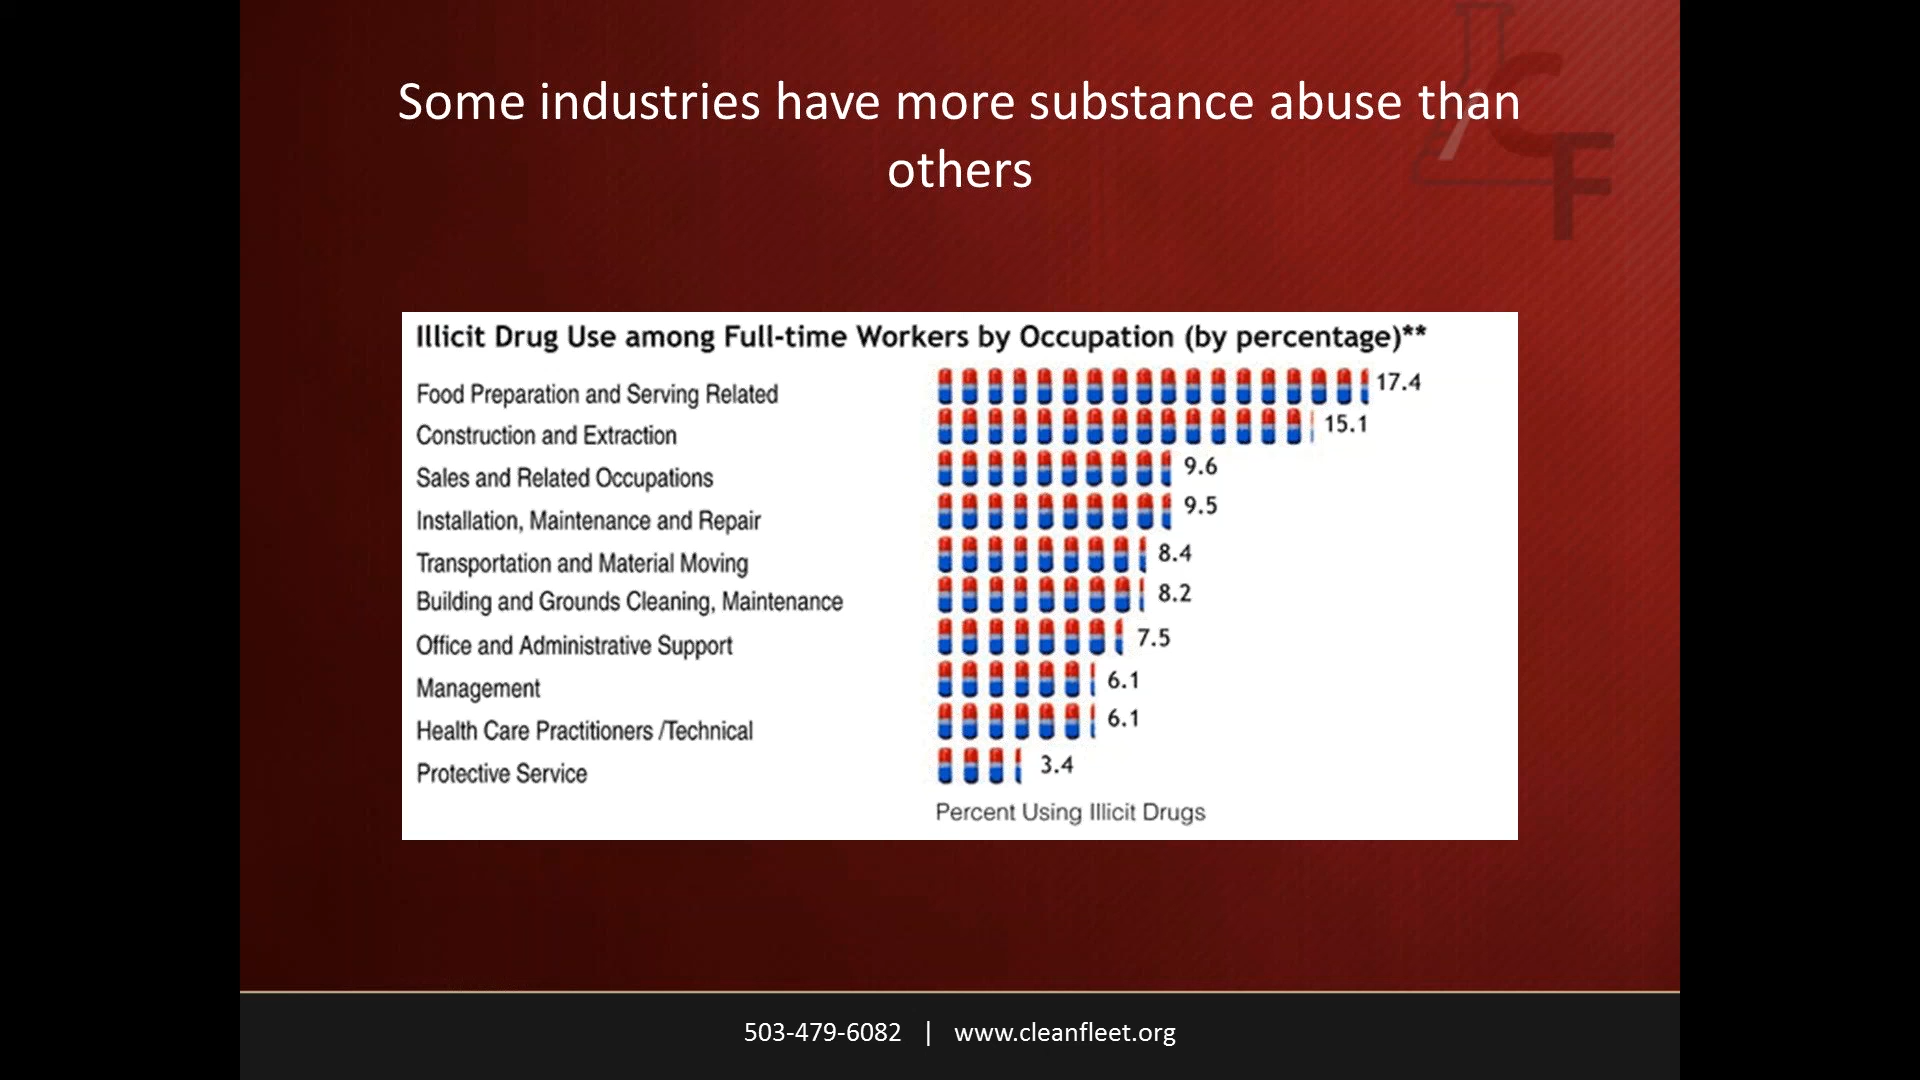 Some industries have more substance abuse than
others
CF
Illicit Drug Use among Full-time Workers by Occupation (by percentage)**
Food Preparation and Serving Related 17.4
Construction and Extraction 15.1
Sales and Related Occupations 9.6
Installation, Maintenance and Repair 9.5
Transportation and Material Moving 8.4
Building and Grounds Cleaning, Maintenance 8.2
Office and Administrative Support 7.5
Management 6.1
Health Care Practitioners /Technical 6.1
Protective Service 3.4
Percent Using Illicit Drugs
503-479-6082 | www.cleanfleet.org